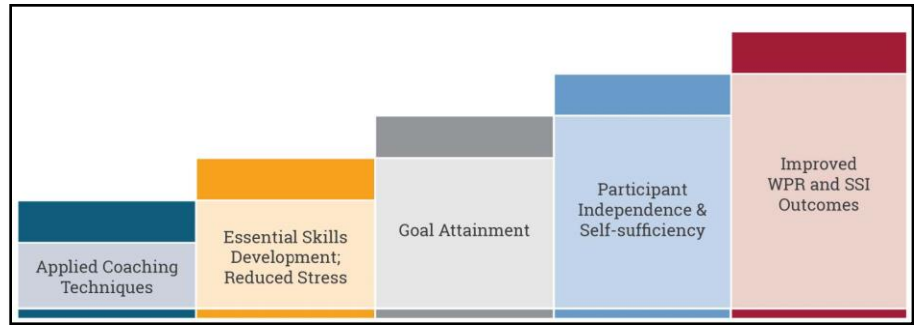 Applied Coaching
Techniques
Essential Skills
Development;
Reduced Stress
Goal Attainment
Participant
Independence &
Self-sufficiency
Improved
WPR and SSI
Outcomes